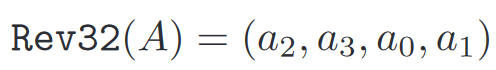 Rev32(A) = (a₂, a₃, a₀, a₁)